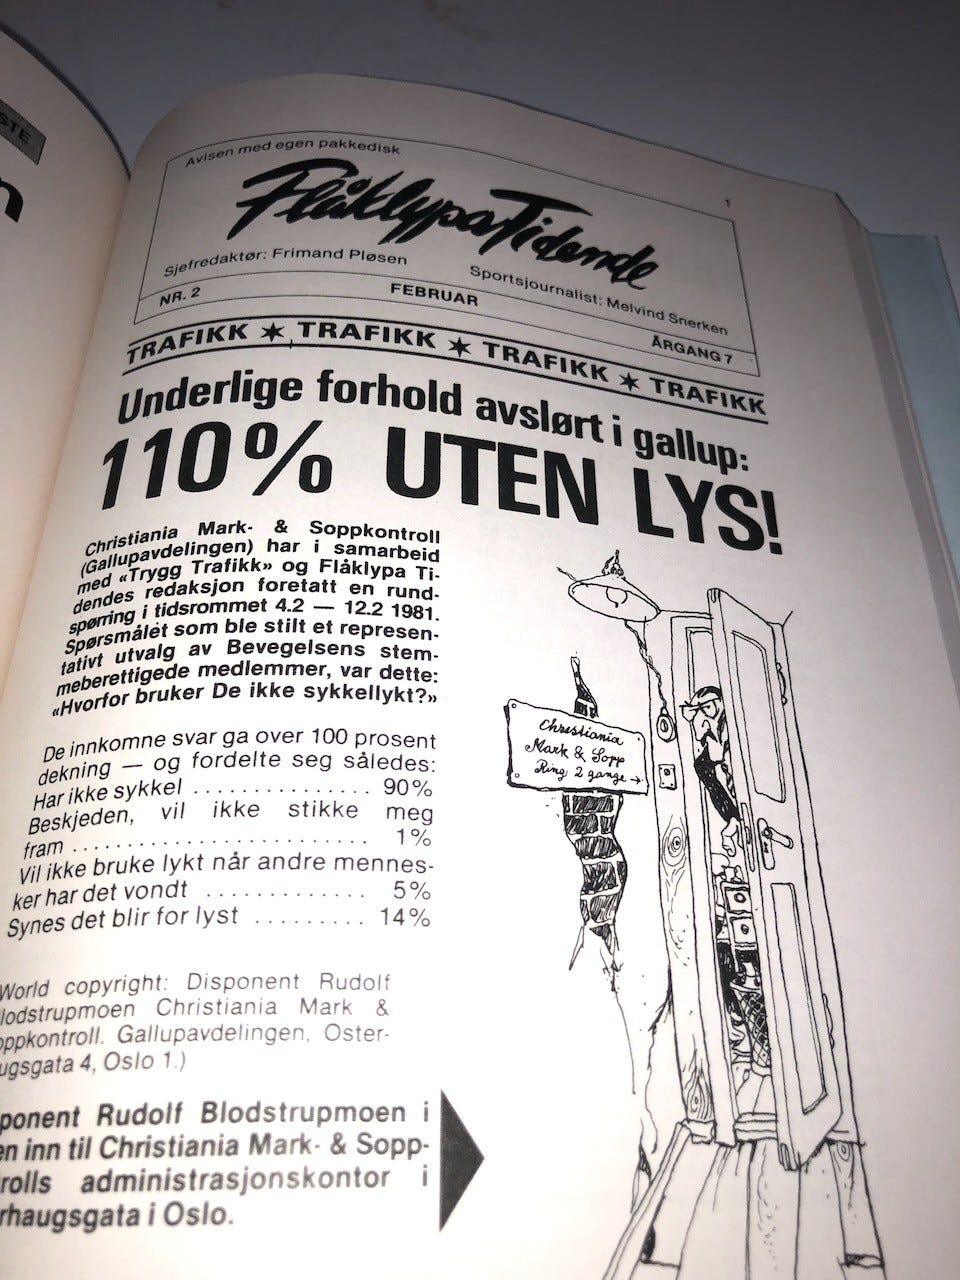 STE
n
Avisen med egen pakkedisk
1
Flåklypa Tidende
Sjefredaktør: Frimand Pløsen
Sportsjournalist: Melvind Snerken
NR. 2
FEBRUAR
ÅRGANG 7
TRAFIKK ✶ TRAFIKK ✶ TRAFIKK ✶ TRAFIKK
Underlige forhold avslørt i gallup:
110% UTEN LYS!
Christiania Mark- & Soppkontroll
(Gallupavdelingen) har i samarbeid
med «Trygg Trafikk» og Flåklypa Ti-
dendes redaksjon foretatt en rund-
spørring i tidsrommet 4.2 — 12.2 1981.
Spørsmålet som ble stilt et represen-
tativt utvalg av Bevegelsens stem-
meberettigede medlemmer, var dette:
«Hvorfor bruker De ikke sykkellykt?»
De innkomne svar ga over 100 prosent
dekning — og fordelte seg således:
Har ikke sykkel ............... 90%
Beskjeden, vil ikke stikke meg
fram ......................... 1%
Vil ikke bruke lykt når andre mennes-
ker har det vondt ............. 5%
Synes det blir for lyst ......... 14%
World copyright: Disponent Rudolf
lodstrupmoen Christiania Mark &
oppkontroll. Gallupavdelingen, Oster-
ugsgata 4, Oslo 1.)
ponent Rudolf Blodstrupmoen i
en inn til Christiania Mark- & Sopp-
rolls administrasjonskontor i
rhaugsgata i Oslo.
Christiania
Mark & Sopp
Ring 2 gange →